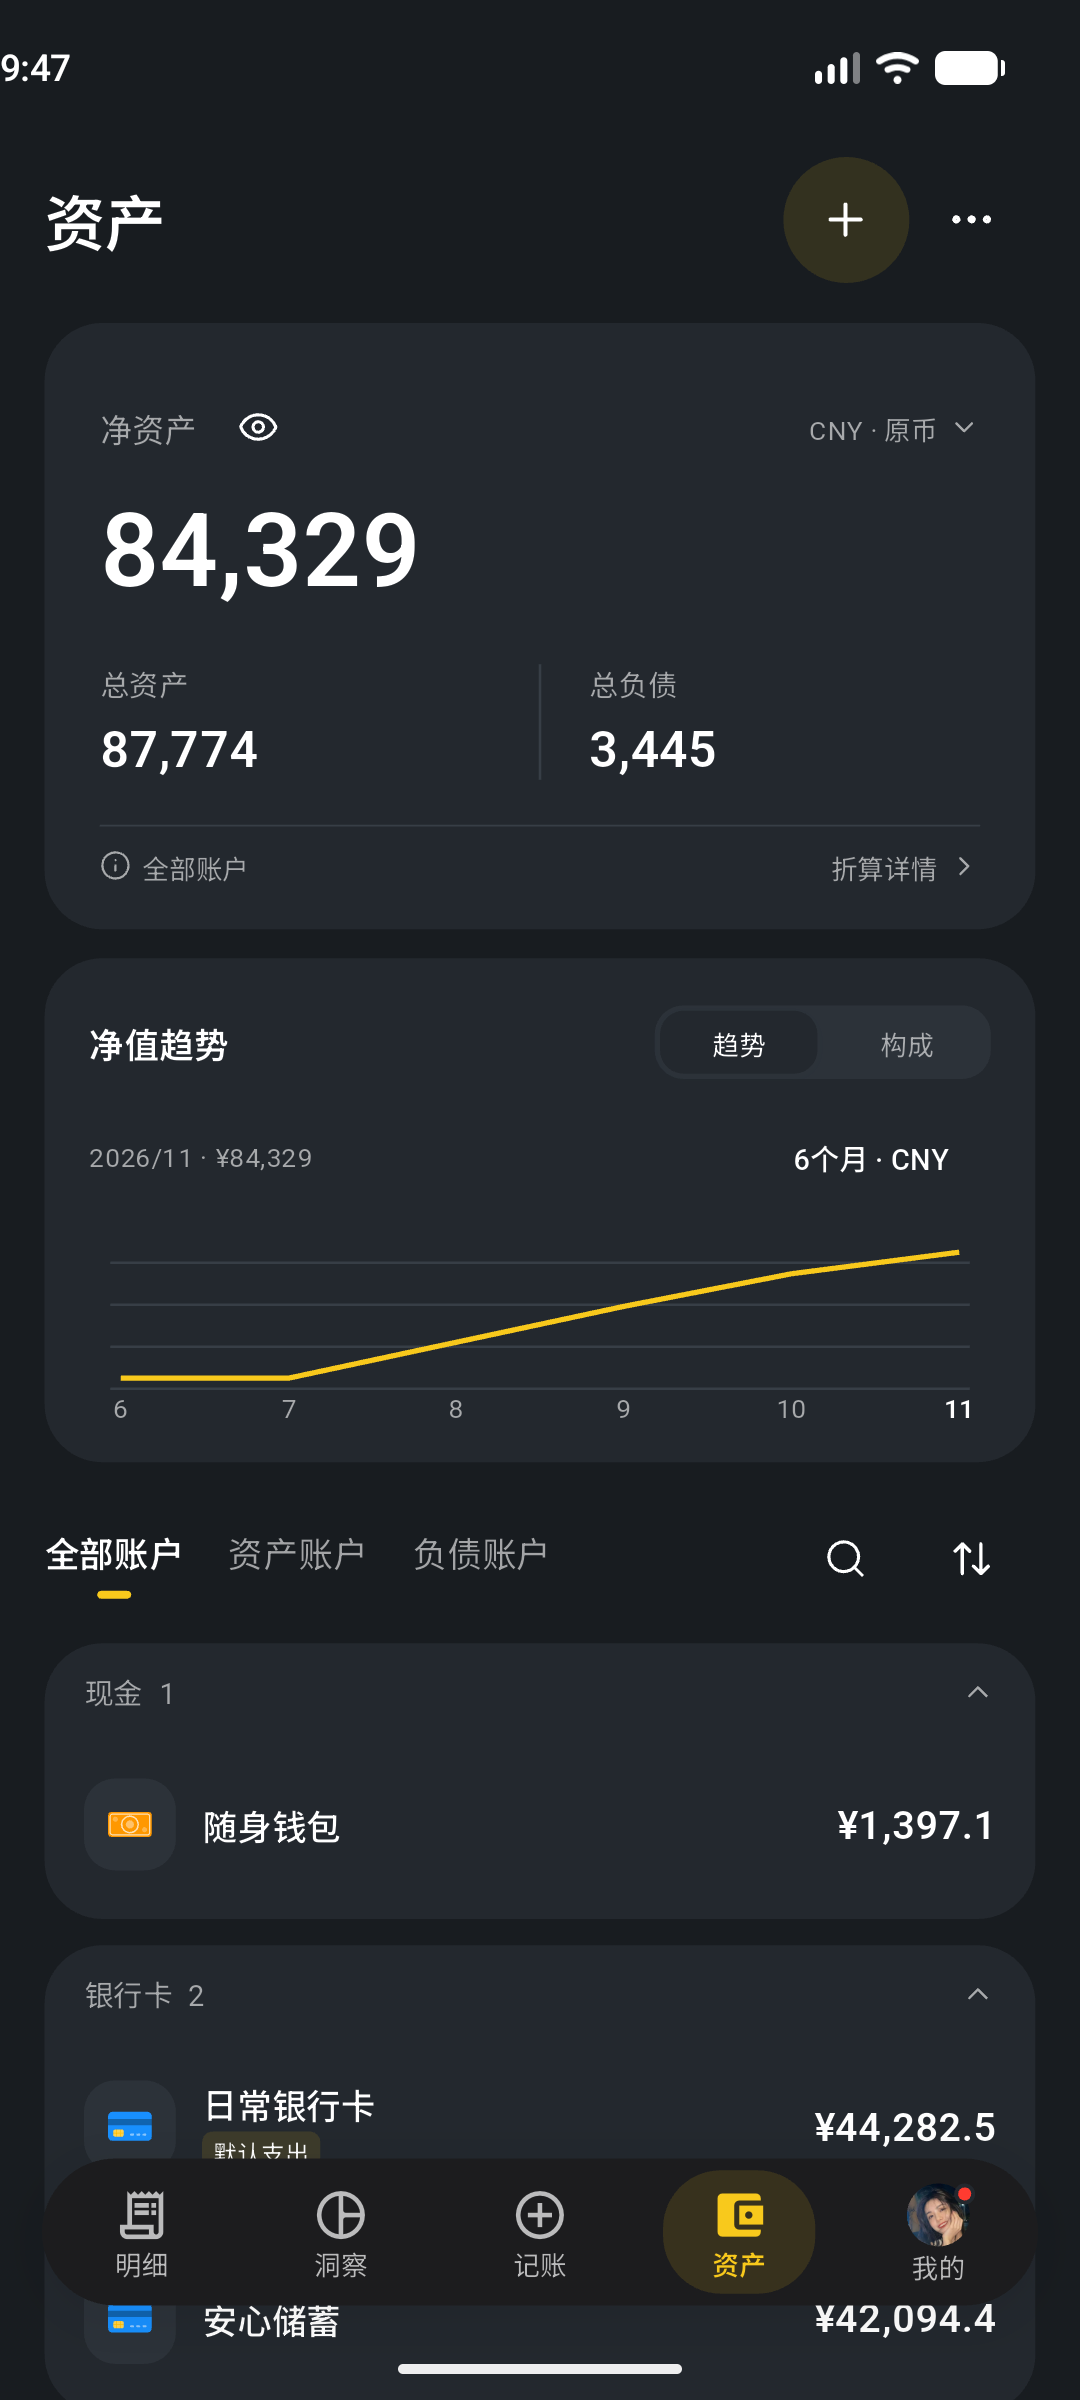 9:47
资产
净资产
CNY · 原币
84,329
总资产
总负债
87,774
3,445
全部账户
折算详情
净值趋势
趋势
构成
2026/11 · ¥84,329
6个月 · CNY
6 7 8 9 10 11
全部账户 资产账户 负债账户
现金 1
随身钱包
¥1,397.1
银行卡 2
日常银行卡
¥44,282.5
默认支出
明细 洞察 记账 资产 我的
安心储蓄
¥42,094.4